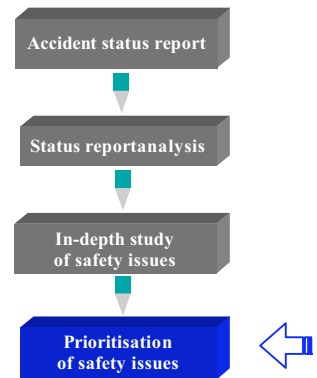 Accident status report
Status reportanalysis
In-depth study
of safety issues
Prioritisation
of safety issues